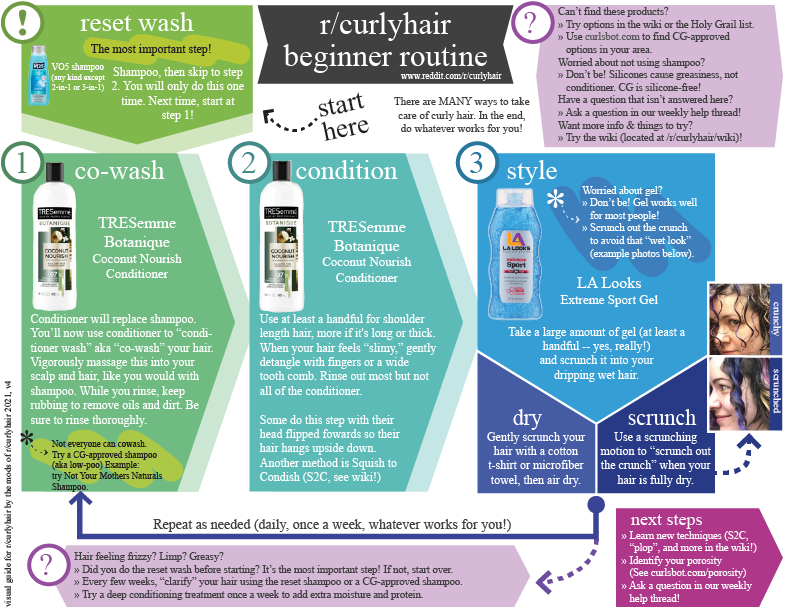 reset wash
The most important step!
VO5
VO5 shampoo
(any kind except
2-in-1 or 3-in-1)
Shampoo, then skip to step
2. You will only do this one
time. Next time, start at
step 1!
r/curlyhair
beginner routine
www.reddit.com/r/curlyhair
start
here
There are MANY ways to take
care of curly hair. In the end,
do whatever works for you!
?
Can't find these products?
» Try options in the wiki or the Holy Grail list.
» Use curlsbot.com to find CG-approved
options in your area.
Worried about not using shampoo?
» Don't be! Silicones cause greasiness, not
conditioner. CG is silicone-free!
Have a question that isn't answered here?
» Ask a question in our weekly help thread!
Want more info & things to try?
» Try the wiki (located at /r/curlyhair/wiki)!
1
co-wash
TRESemme
BOTANIQUE
COCONUT
NOURISH
TRESemme
Botanique
Coconut Nourish
Conditioner
Conditioner will replace shampoo.
You'll now use conditioner to "condi-
tioner wash" aka "co-wash" your hair.
Vigorously massage this into your
scalp and hair, like you would with
shampoo. While you rinse, keep
rubbing to remove oils and dirt. Be
sure to rinse thoroughly.
* Not everyone can cowash.
Try a CG-approved shampoo
(aka low-poo) Example:
try Not Your Mothers Naturals
Shampoo.
2
condition
TRESemme
BOTANIQUE
COCONUT
NOURISH
TRESemme
Botanique
Coconut Nourish
Conditioner
Use at least a handful for shoulder
length hair, more if it's long or thick.
When your hair feels "slimy," gently
detangle with fingers or a wide
tooth comb. Rinse out most but not
all of the conditioner.
Some do this step with their
head flipped fowards so their
hair hangs upside down.
Another method is Squish to
Condish (S2C, see wiki!)
3
style
LA
LA LOOKS
Sport
* Worried about gel?
» Don't be! Gel works well
for most people!
» Scrunch out the crunch
to avoid that "wet look"
(example photos below).
LA Looks
Extreme Sport Gel
Take a large amount of gel (at least a
handful -- yes, really!)
and scrunch it into your
dripping wet hair.
crunchy
scrunched
dry
Gently scrunch your
hair with a cotton
t-shirt or microfiber
towel, then air dry.
scrunch
Use a scrunching
motion to "scrunch out
the crunch" when your
hair is fully dry.
Repeat as needed (daily, once a week, whatever works for you!)
?
Hair feeling frizzy? Limp? Greasy?
» Did you do the reset wash before starting? It's the most important step! If not, start over.
» Every few weeks, "clarify" your hair using the reset shampoo or a CG-approved shampoo.
» Try a deep conditioning treatment once a week to add extra moisture and protein.
next steps
» Learn new techniques (S2C,
"plop", and more in the wiki!)
» Identify your porosity
(See curlsbot.com/porosity)
» Ask a question in our weekly
help thread!
visual guide for r/curlyhair by the mods of r/curlyhair 2021, v4